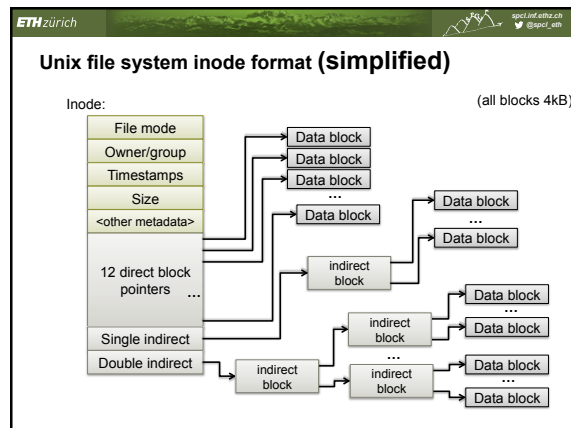 ETH zürich
spcl.inf.ethz.ch
@spcl_eth
Unix file system inode format (simplified)
Inode:
(all blocks 4kB)
File mode
Owner/group
Timestamps
Size
<other metadata>
12 direct block
pointers ...
Single indirect
Double indirect
Data block
Data block
Data block
...
Data block
indirect
block
Data block
...
Data block
indirect
block
indirect
block
...
indirect
block
Data block
...
Data block
Data block
...
Data block